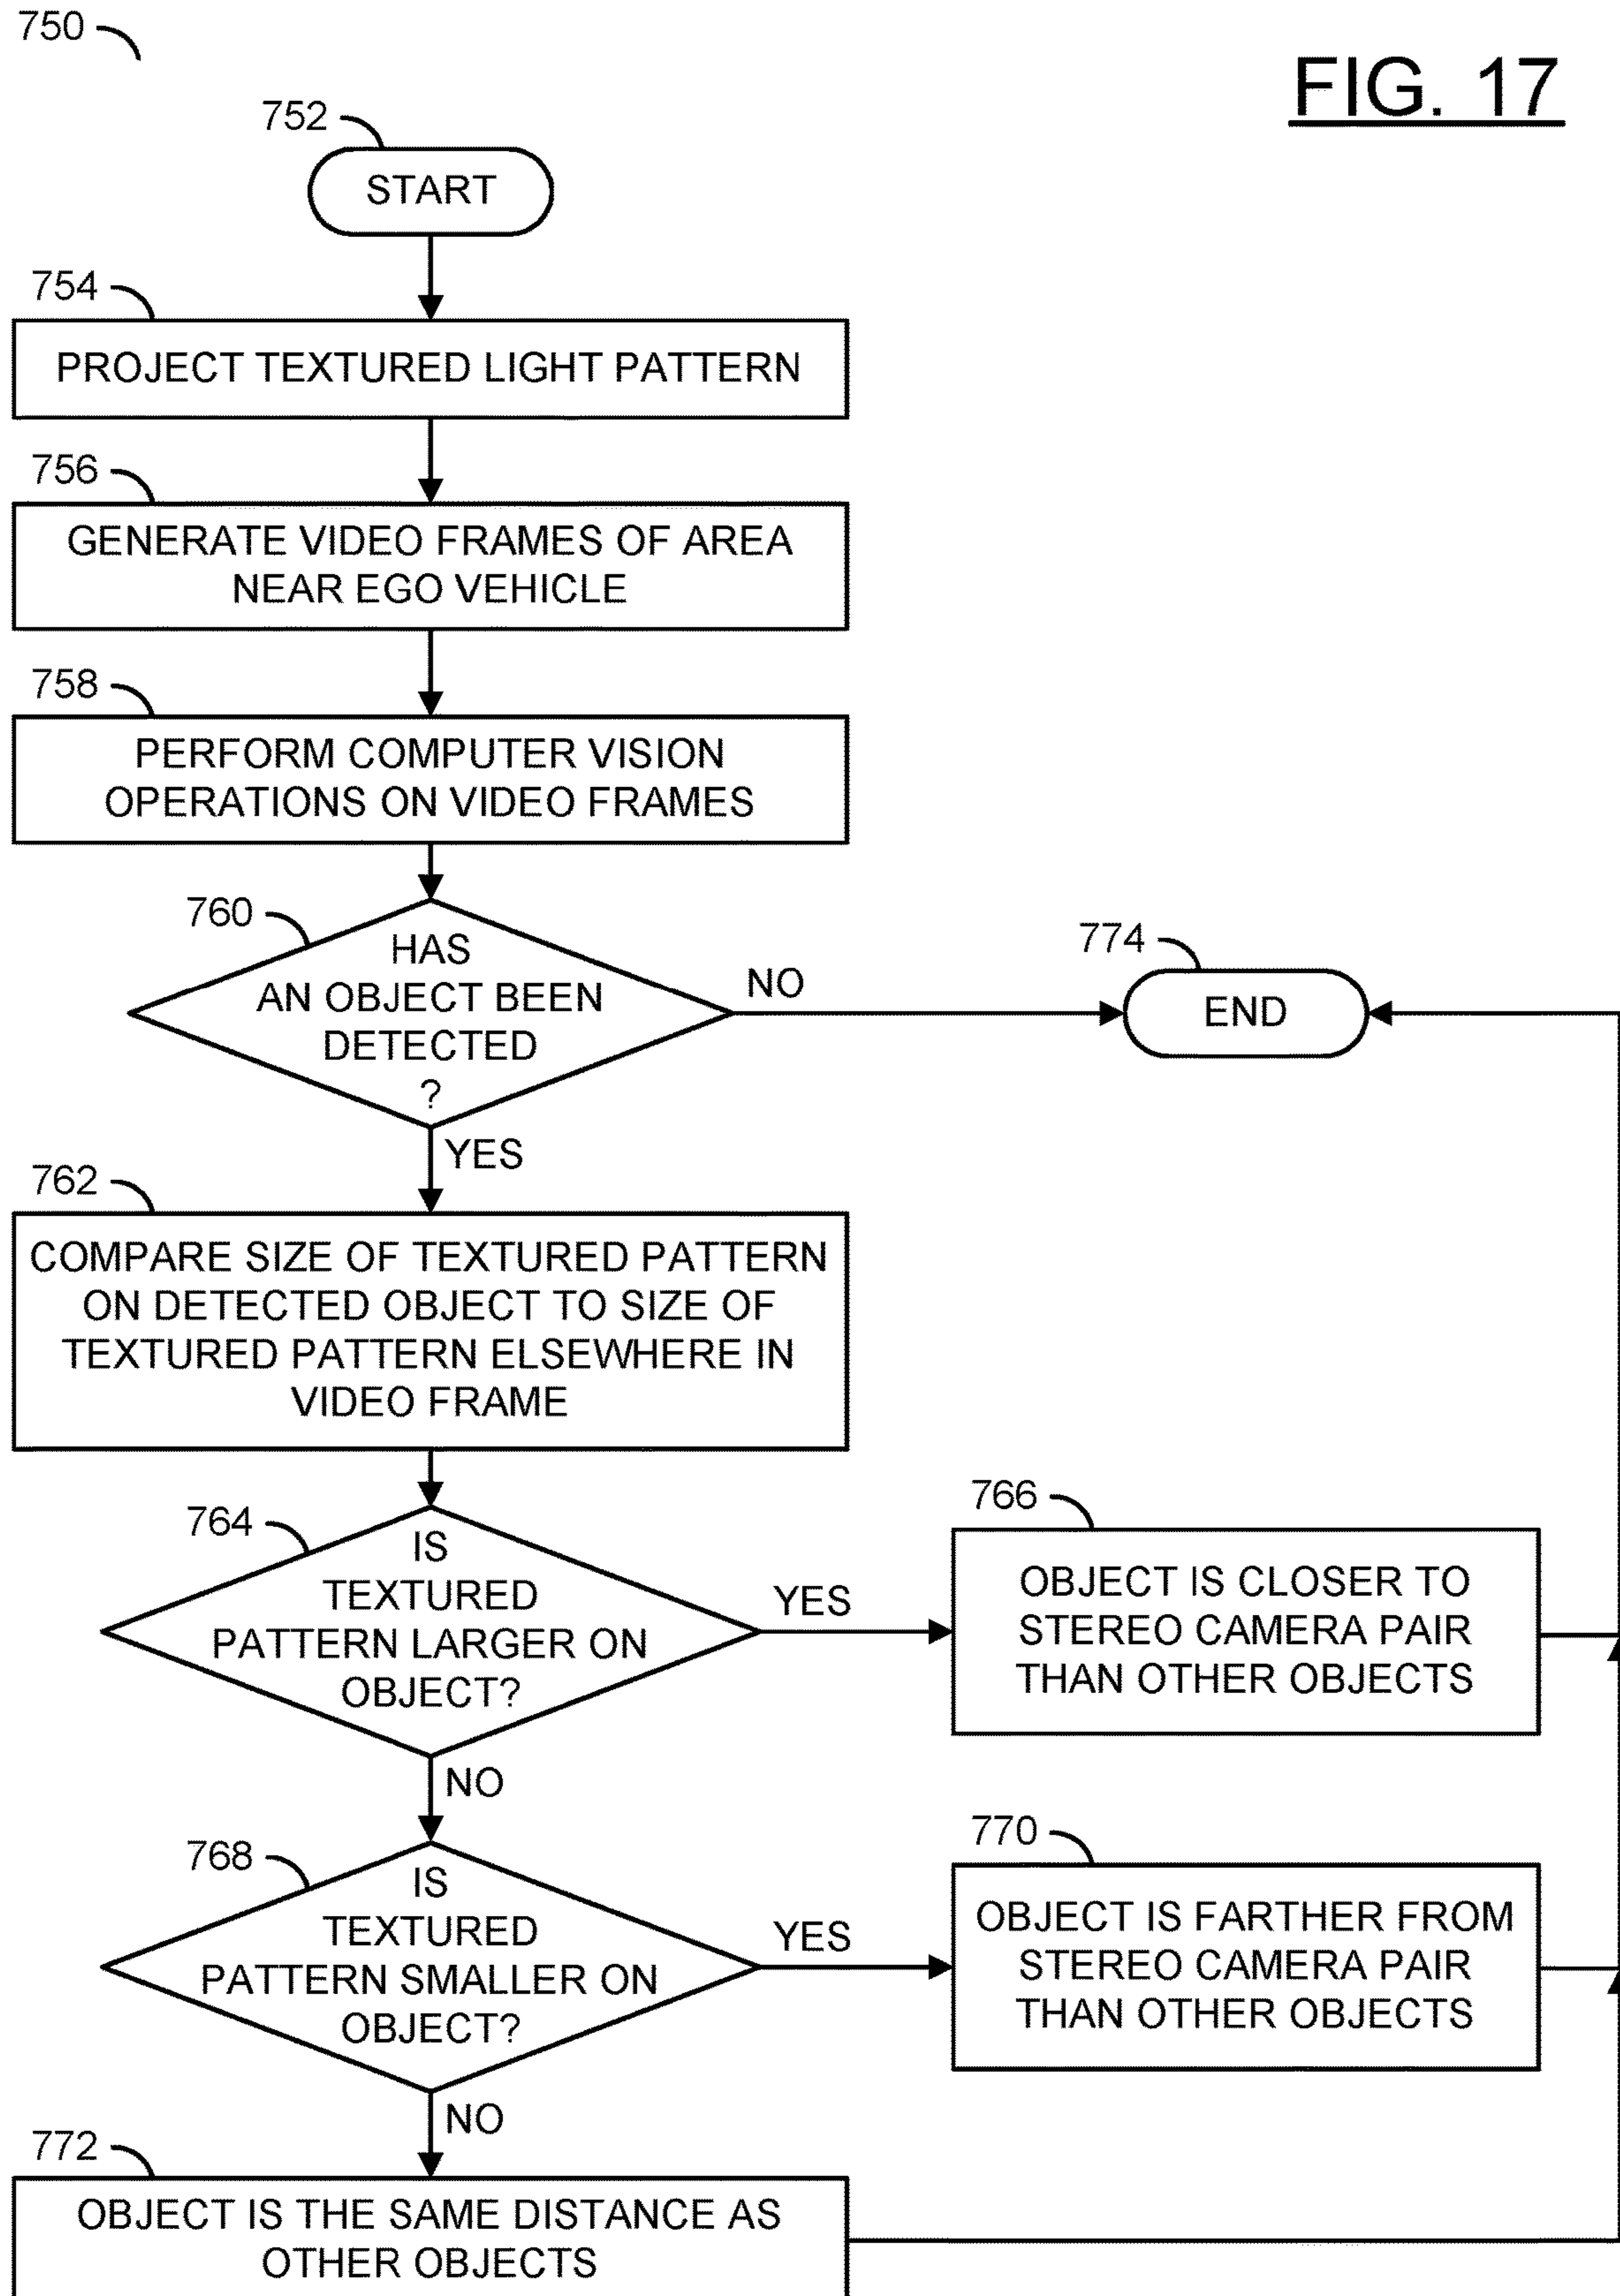 750
FIG. 17
752
START
754
PROJECT TEXTURED LIGHT PATTERN
756
GENERATE VIDEO FRAMES OF AREA
NEAR EGO VEHICLE
758
PERFORM COMPUTER VISION
OPERATIONS ON VIDEO FRAMES
760
HAS
AN OBJECT BEEN
DETECTED
?
NO
774
END
YES
762
COMPARE SIZE OF TEXTURED PATTERN
ON DETECTED OBJECT TO SIZE OF
TEXTURED PATTERN ELSEWHERE IN
VIDEO FRAME
764
IS
TEXTURED
PATTERN LARGER ON
OBJECT?
YES
766
OBJECT IS CLOSER TO
STEREO CAMERA PAIR
THAN OTHER OBJECTS
NO
768
IS
TEXTURED
PATTERN SMALLER ON
OBJECT?
YES
770
OBJECT IS FARTHER FROM
STEREO CAMERA PAIR
THAN OTHER OBJECTS
NO
772
OBJECT IS THE SAME DISTANCE AS
OTHER OBJECTS